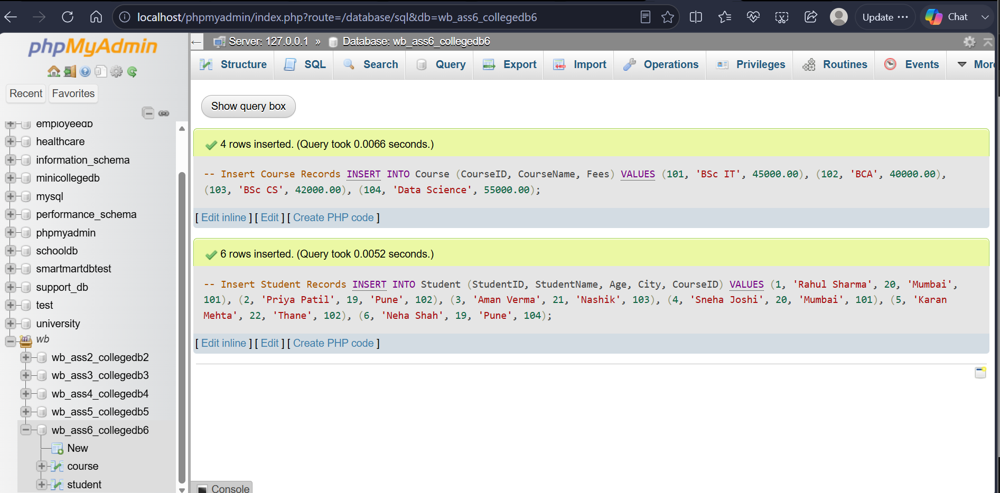 localhost/phpmyadmin/index.php?route=/database/sql&db=wb_ass6_collegedb6
Update
Chat
phpMyAdmin
Recent
Favorites
employeedb
healthcare
information_schema
minicollegedb
mysql
performance_schema
phpmyadmin
schooldb
smartmartdbtest
support_db
test
university
wb
wb_ass2_collegedb2
wb_ass3_collegedb3
wb_ass4_collegedb4
wb_ass5_collegedb5
wb_ass6_collegedb6
New
course
student
Server: 127.0.0.1 » Database: wb_ass6_collegedb6
Structure
SQL
Search
Query
Export
Import
Operations
Privileges
Routines
Events
More
Show query box
4 rows inserted. (Query took 0.0066 seconds.)
-- Insert Course Records INSERT INTO Course (CourseID, CourseName, Fees) VALUES (101, 'BSc IT', 45000.00), (102, 'BCA', 40000.00),
(103, 'BSc CS', 42000.00), (104, 'Data Science', 55000.00);
[ Edit inline ] [ Edit ] [ Create PHP code ]
6 rows inserted. (Query took 0.0052 seconds.)
-- Insert Student Records INSERT INTO Student (StudentID, StudentName, Age, City, CourseID) VALUES (1, 'Rahul Sharma', 20, 'Mumbai',
101), (2, 'Priya Patil', 19, 'Pune', 102), (3, 'Aman Verma', 21, 'Nashik', 103), (4, 'Sneha Joshi', 20, 'Mumbai', 101), (5, 'Karan
Mehta', 22, 'Thane', 102), (6, 'Neha Shah', 19, 'Pune', 104);
[ Edit inline ] [ Edit ] [ Create PHP code ]
Console